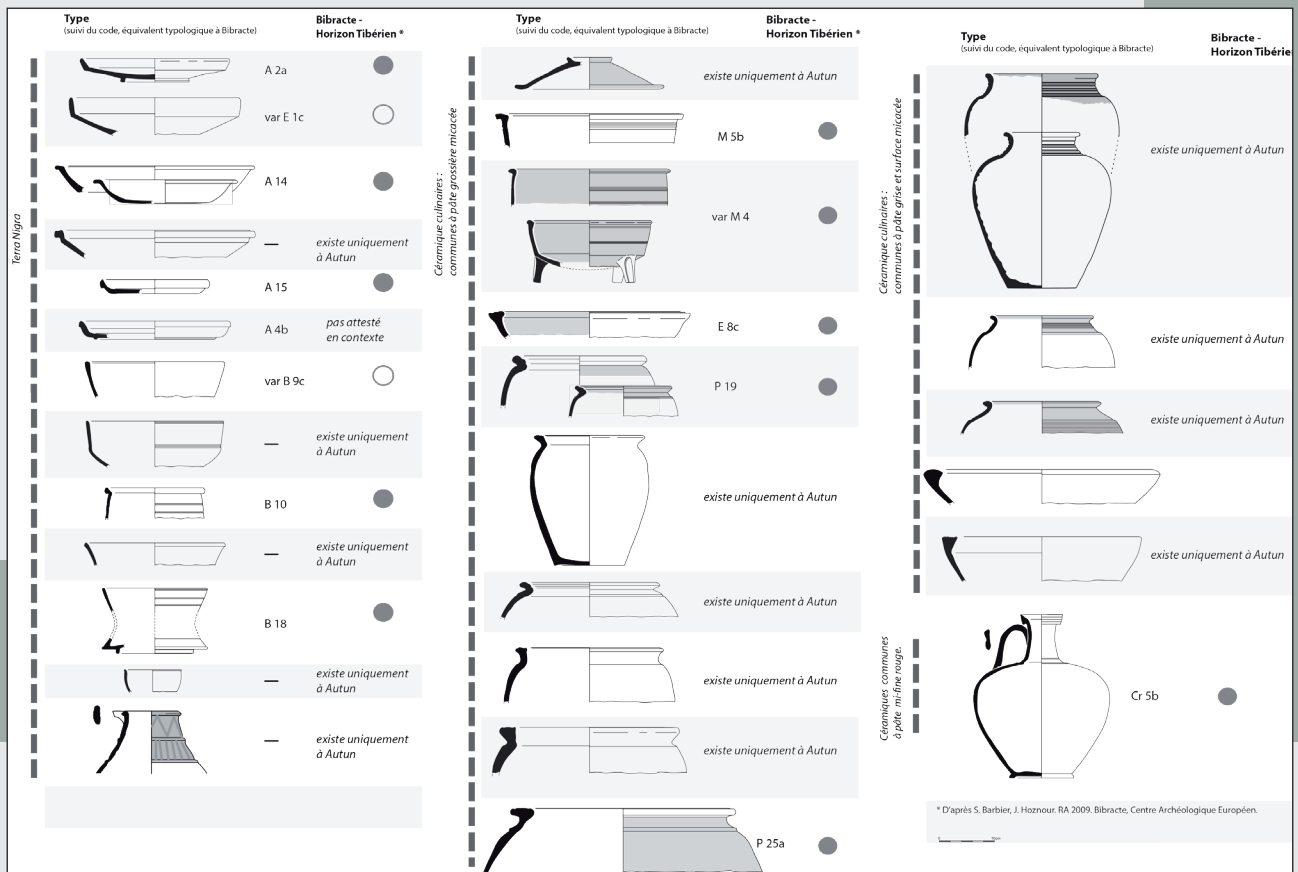 Type
(suivi du code, équivalent typologique à Bibracte)
Bibracte -
Horizon Tibérien *
Terra Nigra
A 2a
var E 1c
A 14
—
existe uniquement
à Autun
A 15
A 4b
pas attesté
en contexte
var B 9c
—
existe uniquement
à Autun
B 10
—
existe uniquement
à Autun
B 18
—
existe uniquement
à Autun
—
existe uniquement
à Autun
Type
(suivi du code, équivalent typologique à Bibracte)
Bibracte -
Horizon Tibérien *
Céramique culinaires :
communes à pâte grossière micacée
existe uniquement à Autun
M 5b
var M 4
E 8c
P 19
existe uniquement à Autun
existe uniquement à Autun
existe uniquement à Autun
existe uniquement à Autun
P 25a
Type
(suivi du code, équivalent typologique à Bibracte)
Bibracte -
Horizon Tibérie
Céramique culinaires :
communes à pâte grise et surface micacée
existe uniquement à Autun
existe uniquement à Autun
existe uniquement à Autun
existe uniquement à Autun
Céramiques communes
à pâte mi-fine rouge.
Cr 5b
* D'après S. Barbier, J. Hoznour. RA 2009. Bibracte, Centre Archéologique Européen.
0 10cm